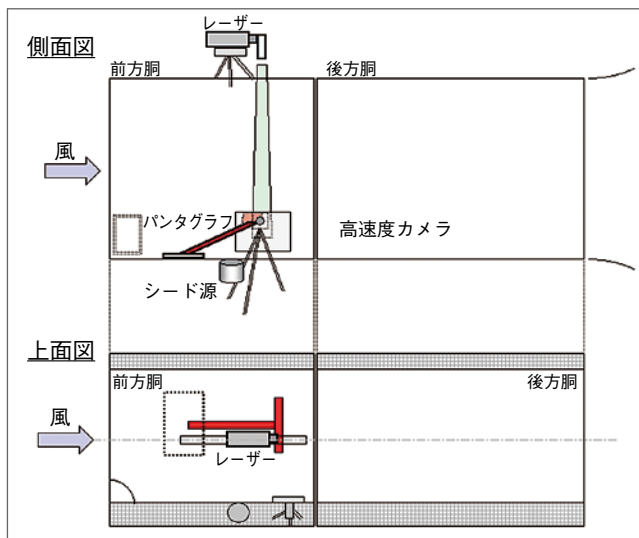 レーザー
側面図
前方胴
後方胴
風
パンタグラフ
高速度カメラ
シード源
上面図
前方胴
後方胴
風
レーザー